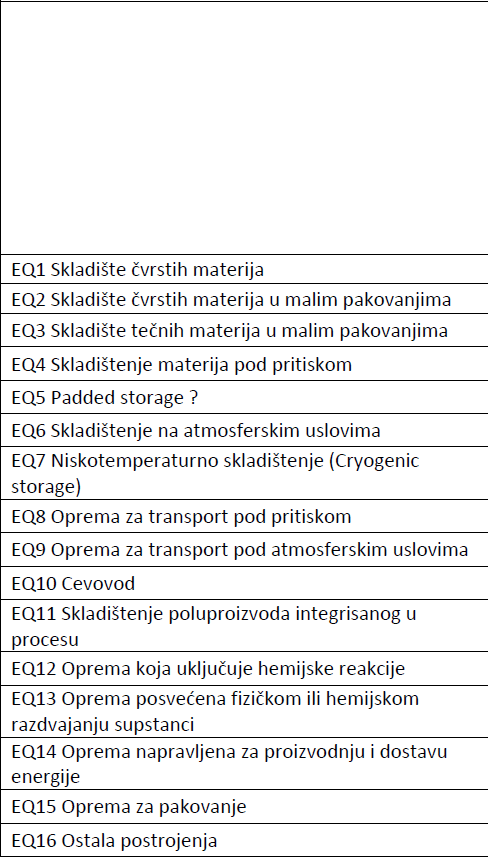 EQ1 Skladište čvrstih materija
EQ2 Skladište čvrstih materija u malim pakovanjima
EQ3 Skladište tečnih materija u malim pakovanjima
EQ4 Skladištenje materija pod pritiskom
EQ5 Padded storage ?
EQ6 Skladištenje na atmosferskim uslovima
EQ7 Niskotemperaturno skladištenje (Cryogenic
storage)
EQ8 Oprema za transport pod pritiskom
EQ9 Oprema za transport pod atmosferskim uslovima
EQ10 Cevovod
EQ11 Skladištenje poluproizvoda integrisanog u
procesu
EQ12 Oprema koja uključuje hemijske reakcije
EQ13 Oprema posvećena fizičkom ili hemijskom
razdvajanju supstanci
EQ14 Oprema napravljena za proizvodnju i dostavu
energije
EQ15 Oprema za pakovanje
EQ16 Ostala postrojenja